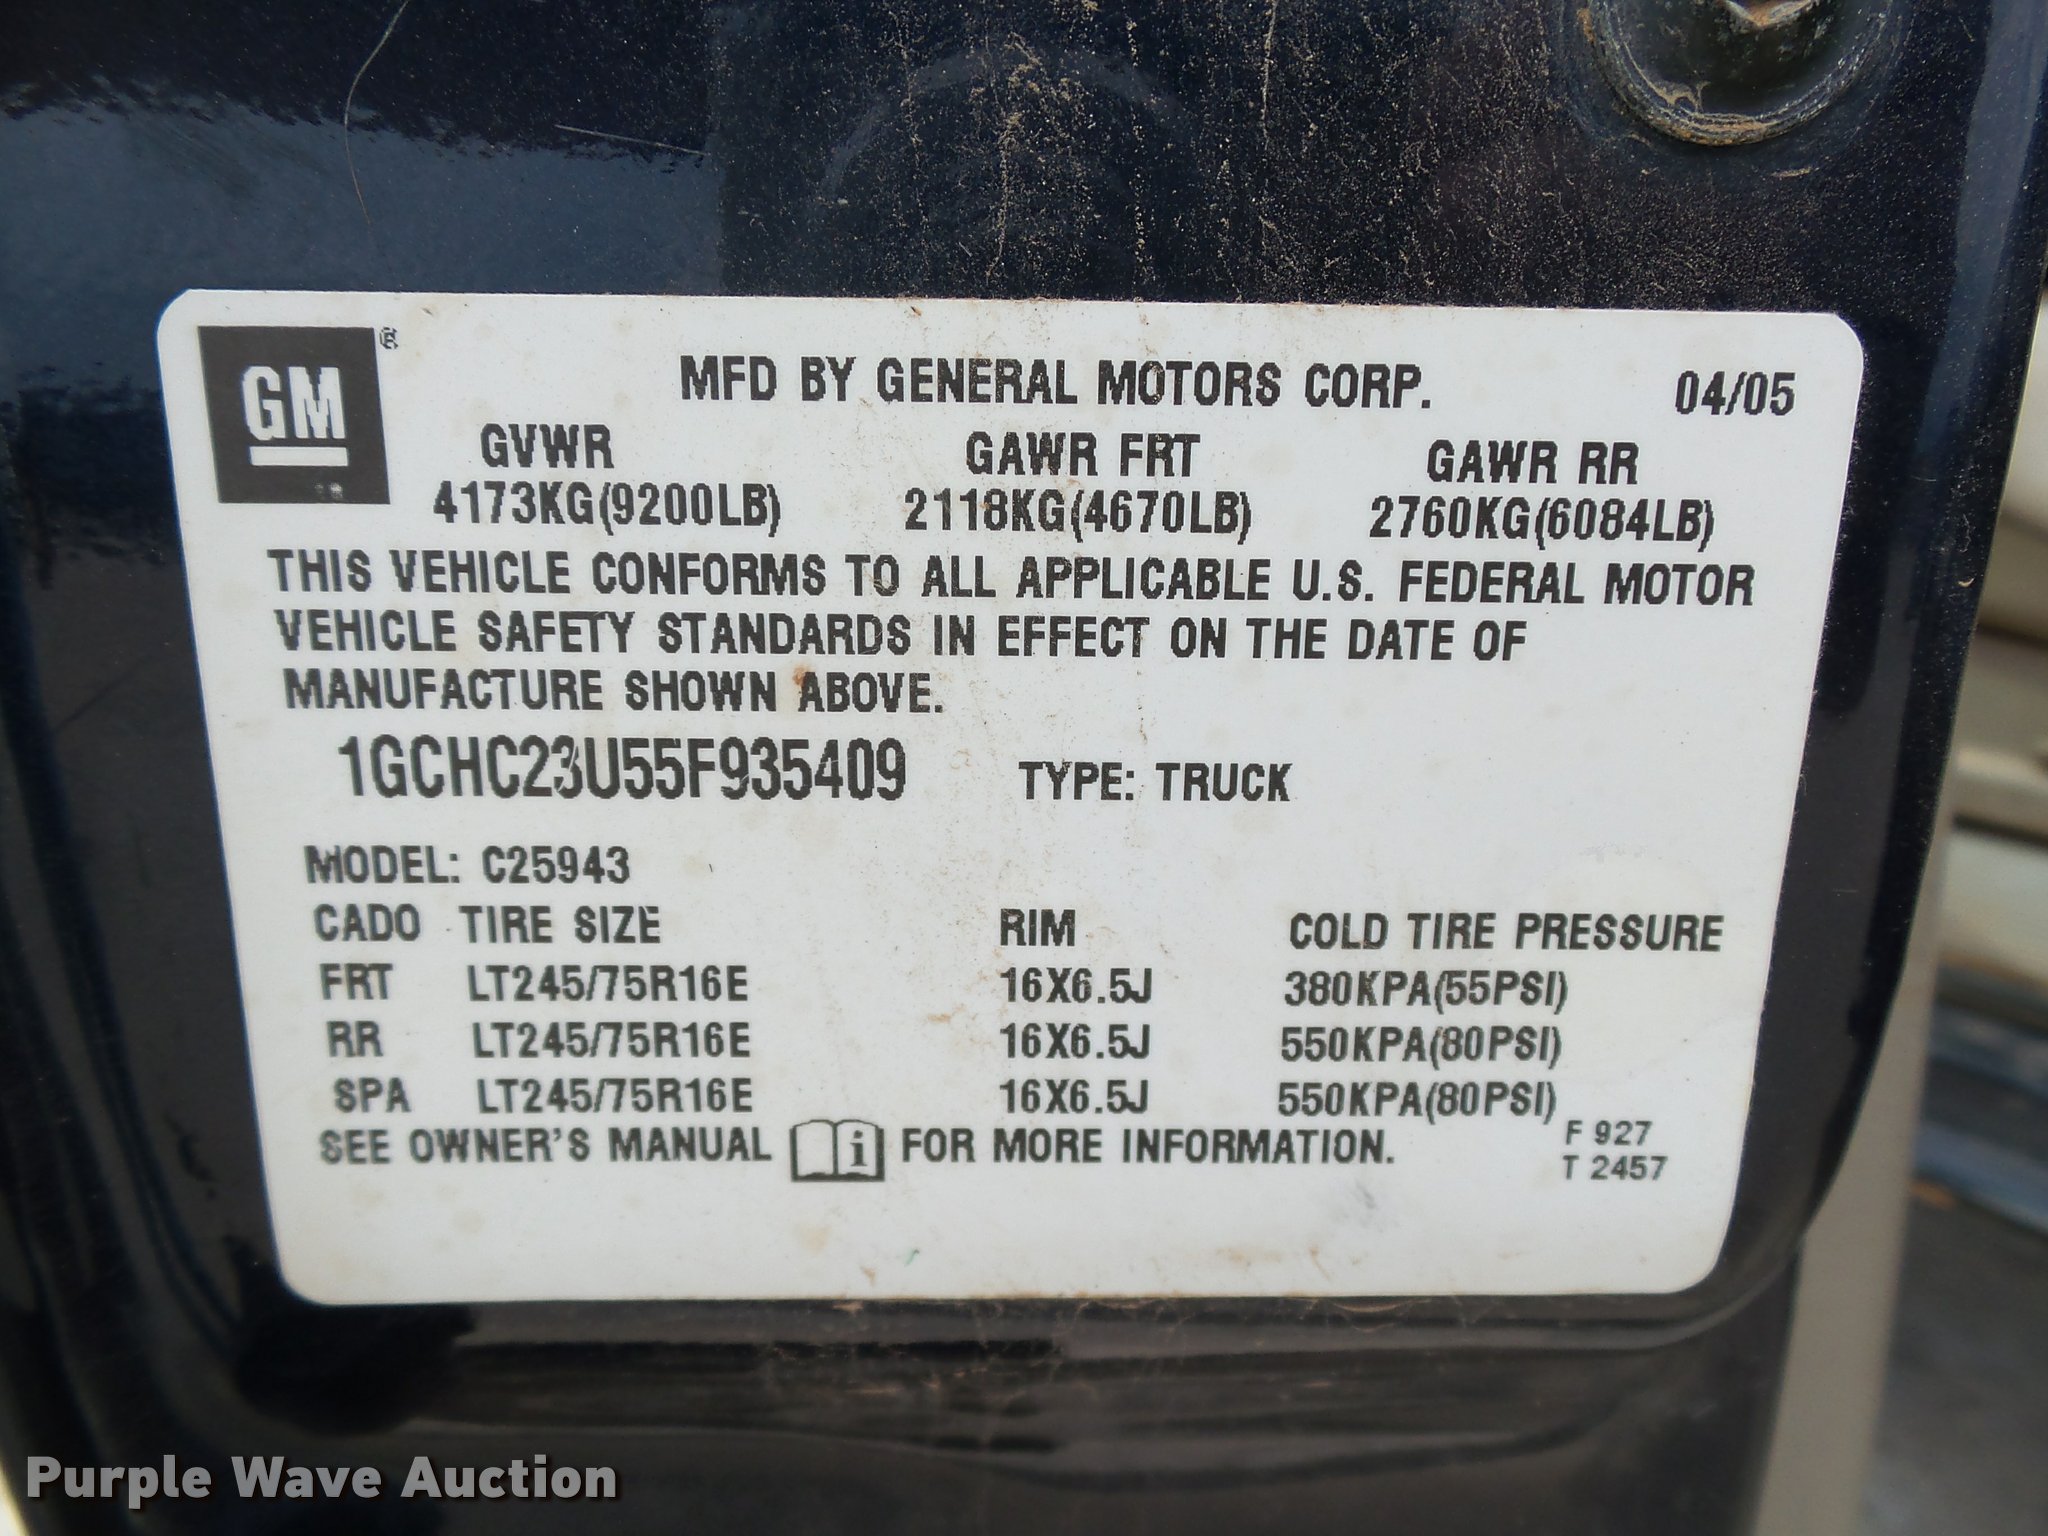 GM ®
MFD BY GENERAL MOTORS CORP. 04/05
GVWR GAWR FRT GAWR RR
4173KG(9200LB) 2118KG(4670LB) 2760KG(6084LB)
THIS VEHICLE CONFORMS TO ALL APPLICABLE U.S. FEDERAL MOTOR
VEHICLE SAFETY STANDARDS IN EFFECT ON THE DATE OF
MANUFACTURE SHOWN ABOVE.
1GCHC23U55F935409 TYPE: TRUCK
MODEL: C25943
CADO TIRE SIZE RIM COLD TIRE PRESSURE
FRT LT245/75R16E 16X6.5J 380KPA(55PSI)
RR LT245/75R16E 16X6.5J 550KPA(80PSI)
SPA LT245/75R16E 16X6.5J 550KPA(80PSI)
SEE OWNER'S MANUAL i FOR MORE INFORMATION.
F 927
T 2457
Purple Wave Auction